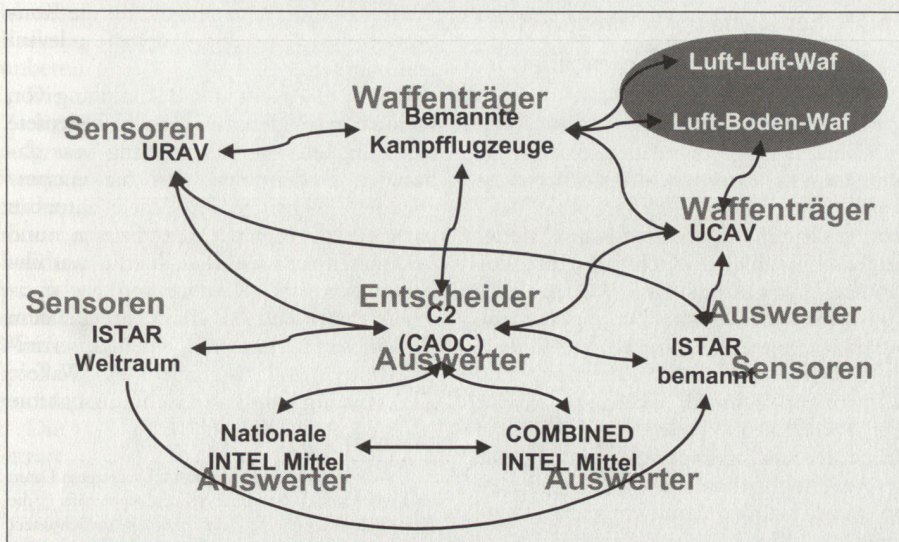 Luft-Luft-Waf
Waffenträger
Bemannte
Kampfflugzeuge
Luft-Boden-Waf
Sensoren
URAV
Waffenträger
UCAV
Entscheider
C2
(CAOC)
Auswerter
Sensoren
ISTAR
Weltraum
Auswerter
ISTAR
bemannt
Sensoren
Nationale
INTEL Mittel
Auswerter
COMBINED
INTEL Mittel
Auswerter